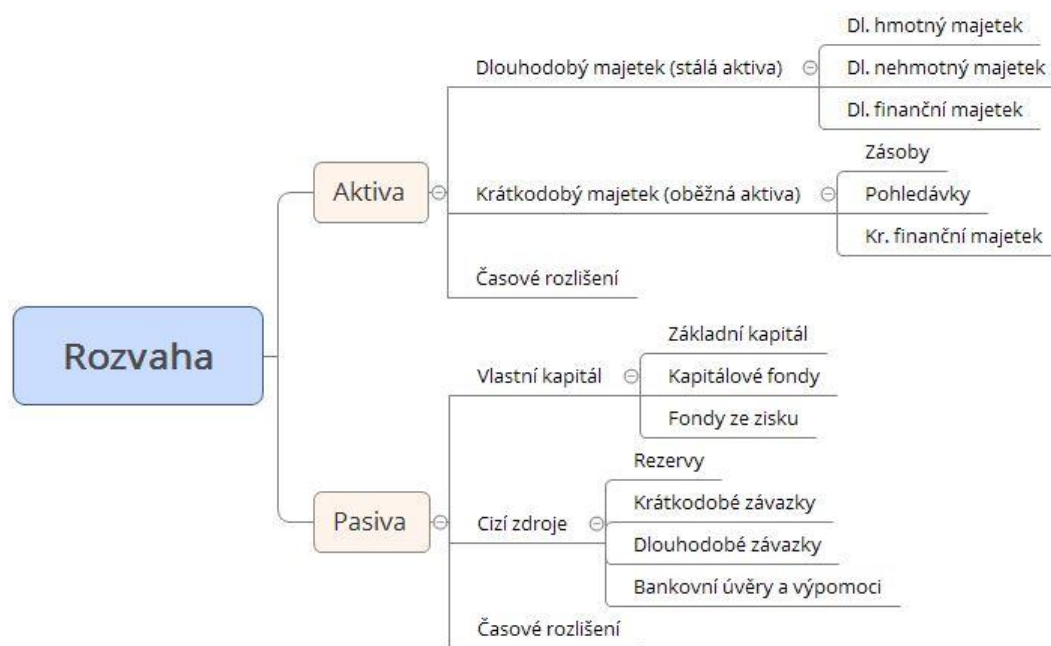 Rozvaha
Aktiva
Dlouhodobý majetek (stálá aktiva)
Dl. hmotný majetek
Dl. nehmotný majetek
Dl. finanční majetek
Krátkodobý majetek (oběžná aktiva)
Zásoby
Pohledávky
Kr. finanční majetek
Časové rozlišení
Pasiva
Vlastní kapitál
Základní kapitál
Kapitálové fondy
Fondy ze zisku
Cizí zdroje
Rezervy
Krátkodobé závazky
Dlouhodobé závazky
Bankovní úvěry a výpomoci
Časové rozlišení